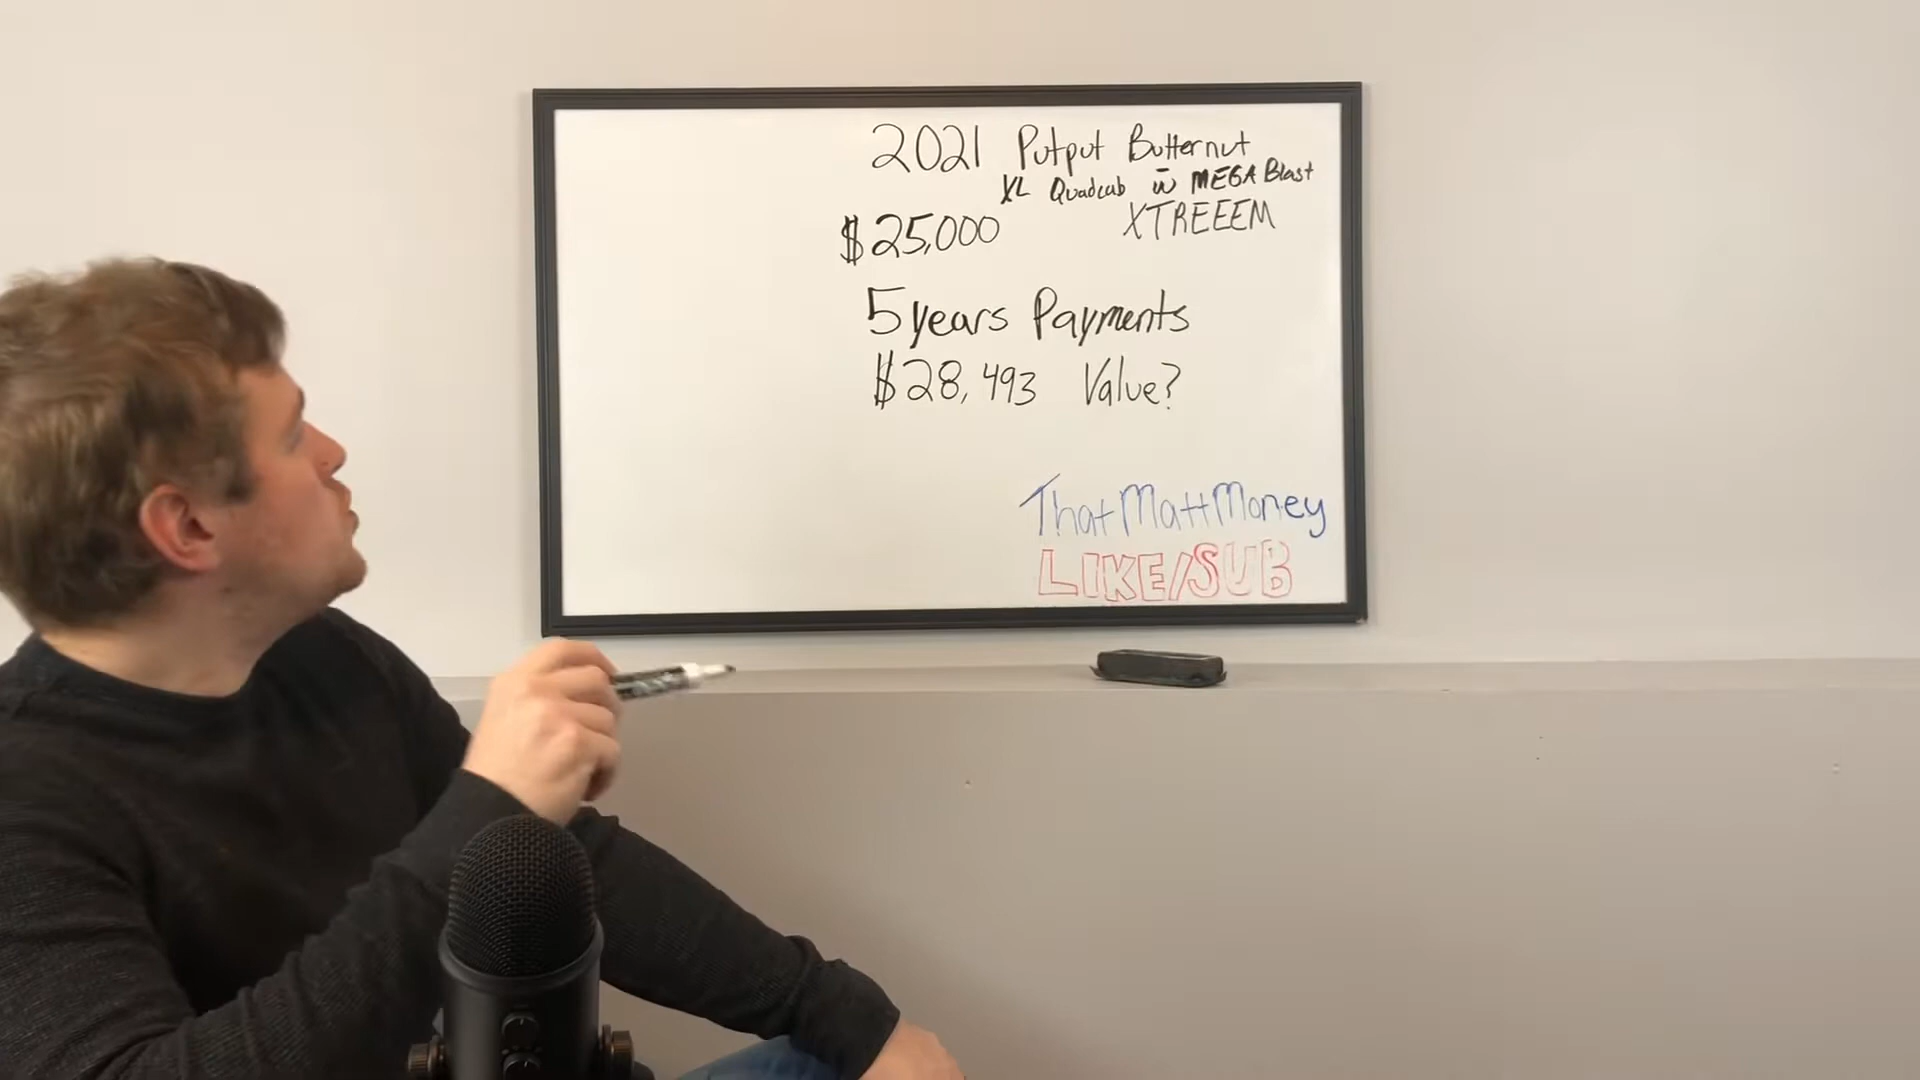 2021 Putput Butternut
XL Quadcab w̄ MEGA Blast
XTREEEM
$25,000
5 years Payments
$28,493 Value?
ThatMattMoney
LIKE/SUB